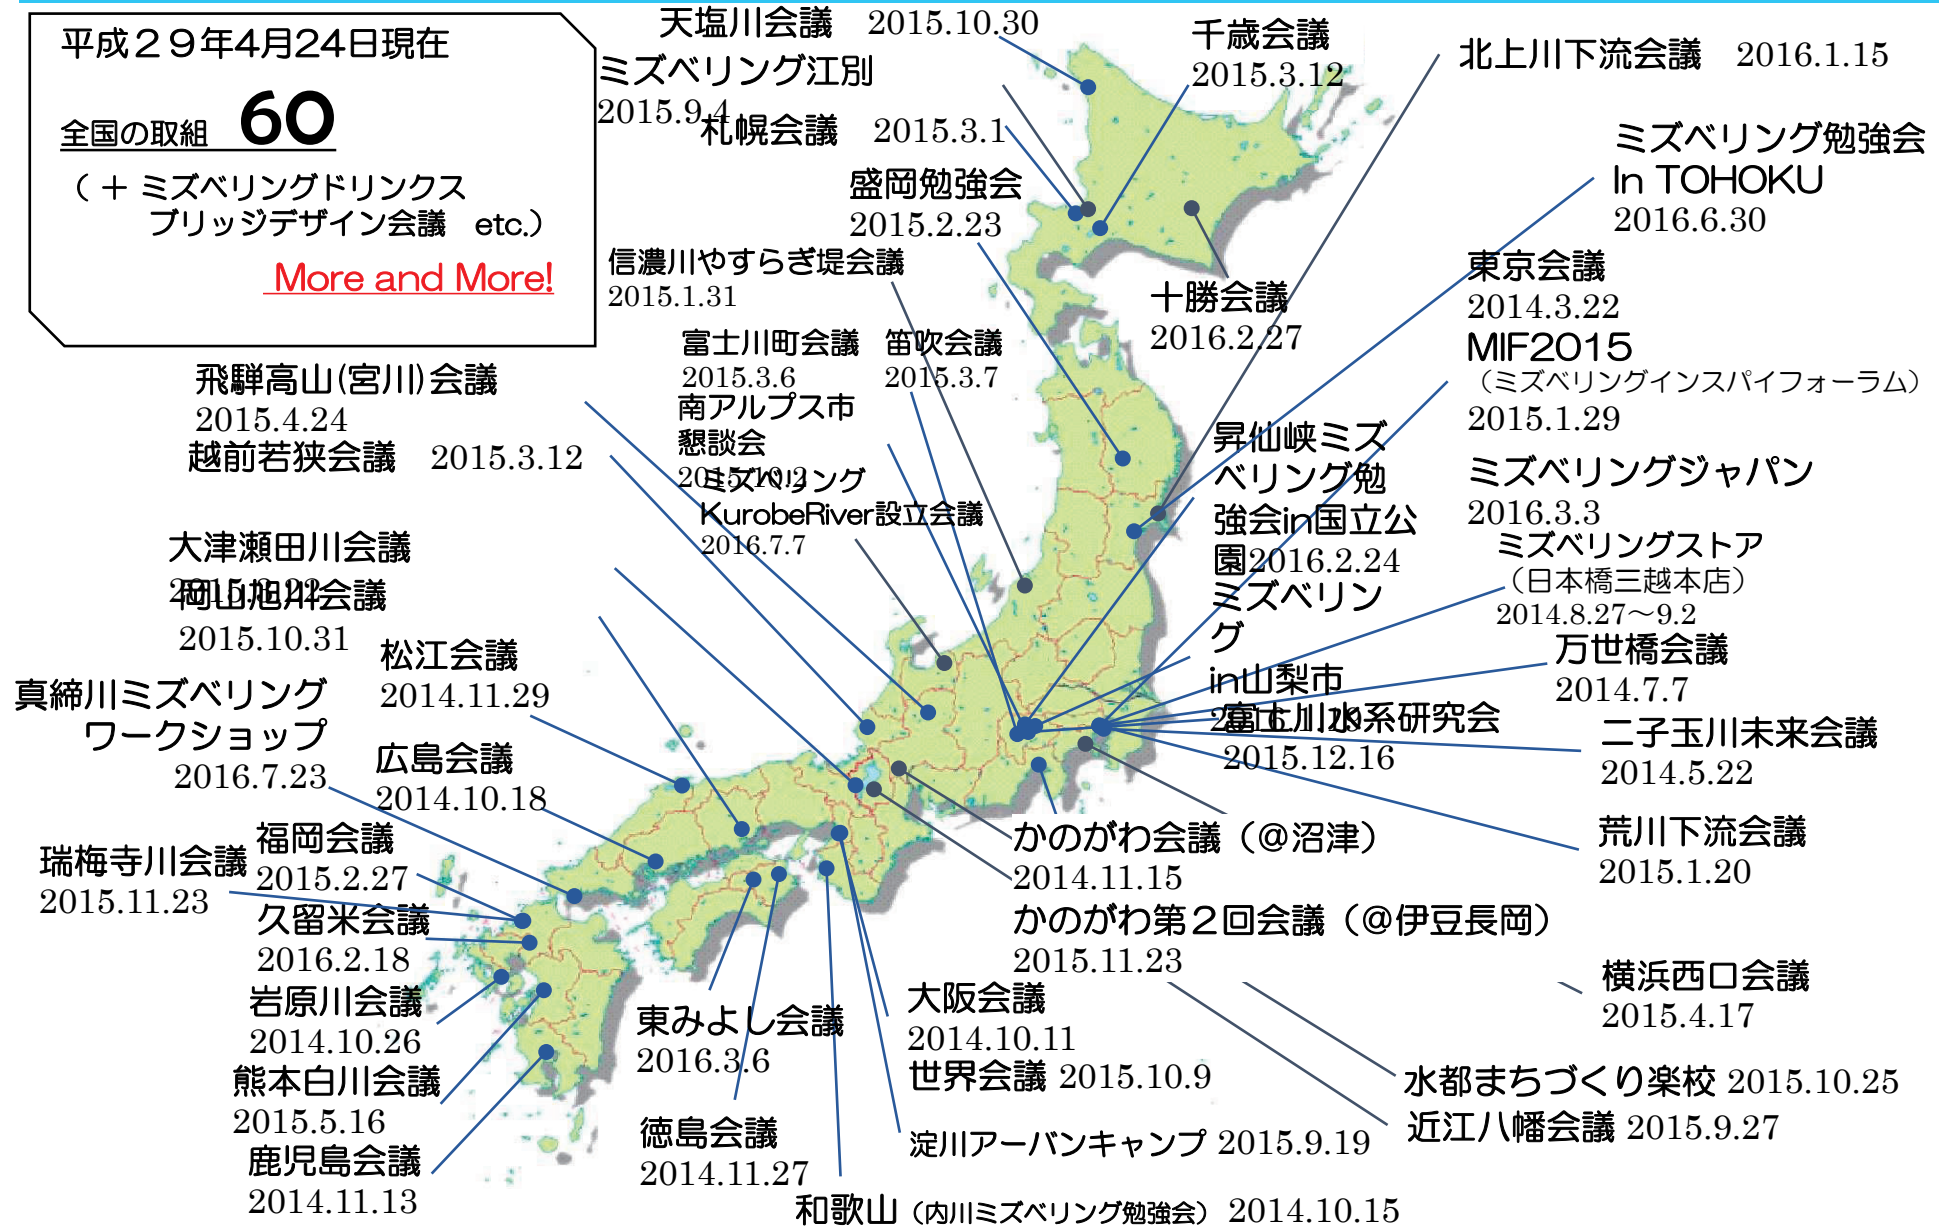 平成２９年4月24日現在
全国の取組 60
（ ＋ ミズベリングドリンクス
ブリッジデザイン会議 etc.）
More and More!
天塩川会議 2015.10.30
ミズベリング江別
2015.9.4
札幌会議 2015.3.1
千歳会議
2015.3.12
北上川下流会議 2016.1.15
盛岡勉強会
2015.2.23
ミズベリング勉強会
In TOHOKU
2016.6.30
信濃川やすらぎ堤会議
2015.1.31
十勝会議
2016.2.27
東京会議
2014.3.22
MIF2015
（ミズベリングインスパイフォーラム）
2015.1.29
富士川町会議
2015.3.6
笛吹会議
2015.3.7
南アルプス市
懇談会
2015.10.2
ミズベリング
KurobeRiver設立会議
2016.7.7
飛騨高山(宮川)会議
2015.4.24
越前若狭会議 2015.3.12
昇仙峡ミズ
ベリング勉
強会in国立公
園2016.2.24
ミズベリン
グ
in山梨市
富士川水系研究会
2015.12.16
ミズベリングジャパン
2016.3.3
ミズベリングストア
（日本橋三越本店）
2014.8.27～9.2
万世橋会議
2014.7.7
二子玉川未来会議
2014.5.22
荒川下流会議
2015.1.20
横浜西口会議
2015.4.17
大津瀬田川会議
岡山旭川会議
2015.10.31
松江会議
2014.11.29
真締川ミズベリング
ワークショップ
2016.7.23
広島会議
2014.10.18
福岡会議
2015.2.27
瑞梅寺川会議
2015.11.23
久留米会議
2016.2.18
岩原川会議
2014.10.26
熊本白川会議
2015.5.16
鹿児島会議
2014.11.13
かのがわ会議（@沼津）
2014.11.15
かのがわ第２回会議（@伊豆長岡）
2015.11.23
東みよし会議
2016.3.6
徳島会議
2014.11.27
大阪会議
2014.10.11
世界会議 2015.10.9
淀川アーバンキャンプ 2015.9.19
水都まちづくり楽校 2015.10.25
近江八幡会議 2015.9.27
和歌山（内川ミズベリング勉強会） 2014.10.15